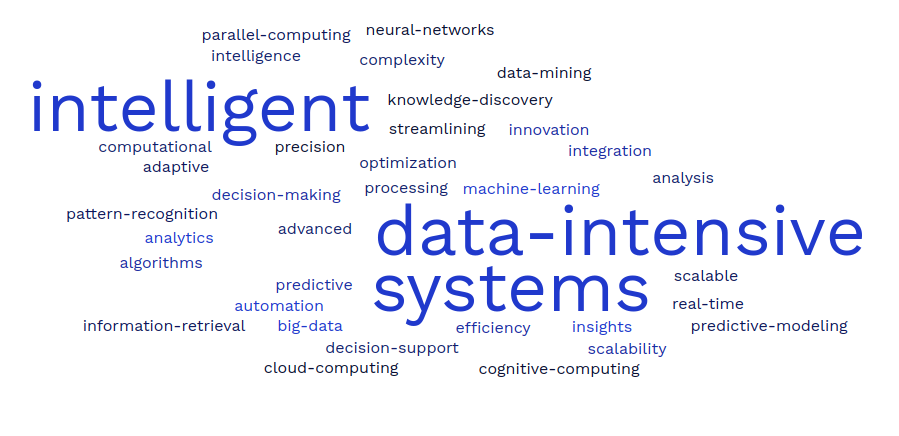 neural-networks
parallel-computing
intelligence
complexity
data-mining
intelligent
knowledge-discovery
streamlining
innovation
computational
precision
integration
adaptive
optimization
analysis
processing
machine-learning
decision-making
pattern-recognition
advanced
data-intensive
analytics
algorithms
scalable
predictive
systems
real-time
automation
information-retrieval
big-data
efficiency
insights
predictive-modeling
decision-support
scalability
cloud-computing
cognitive-computing